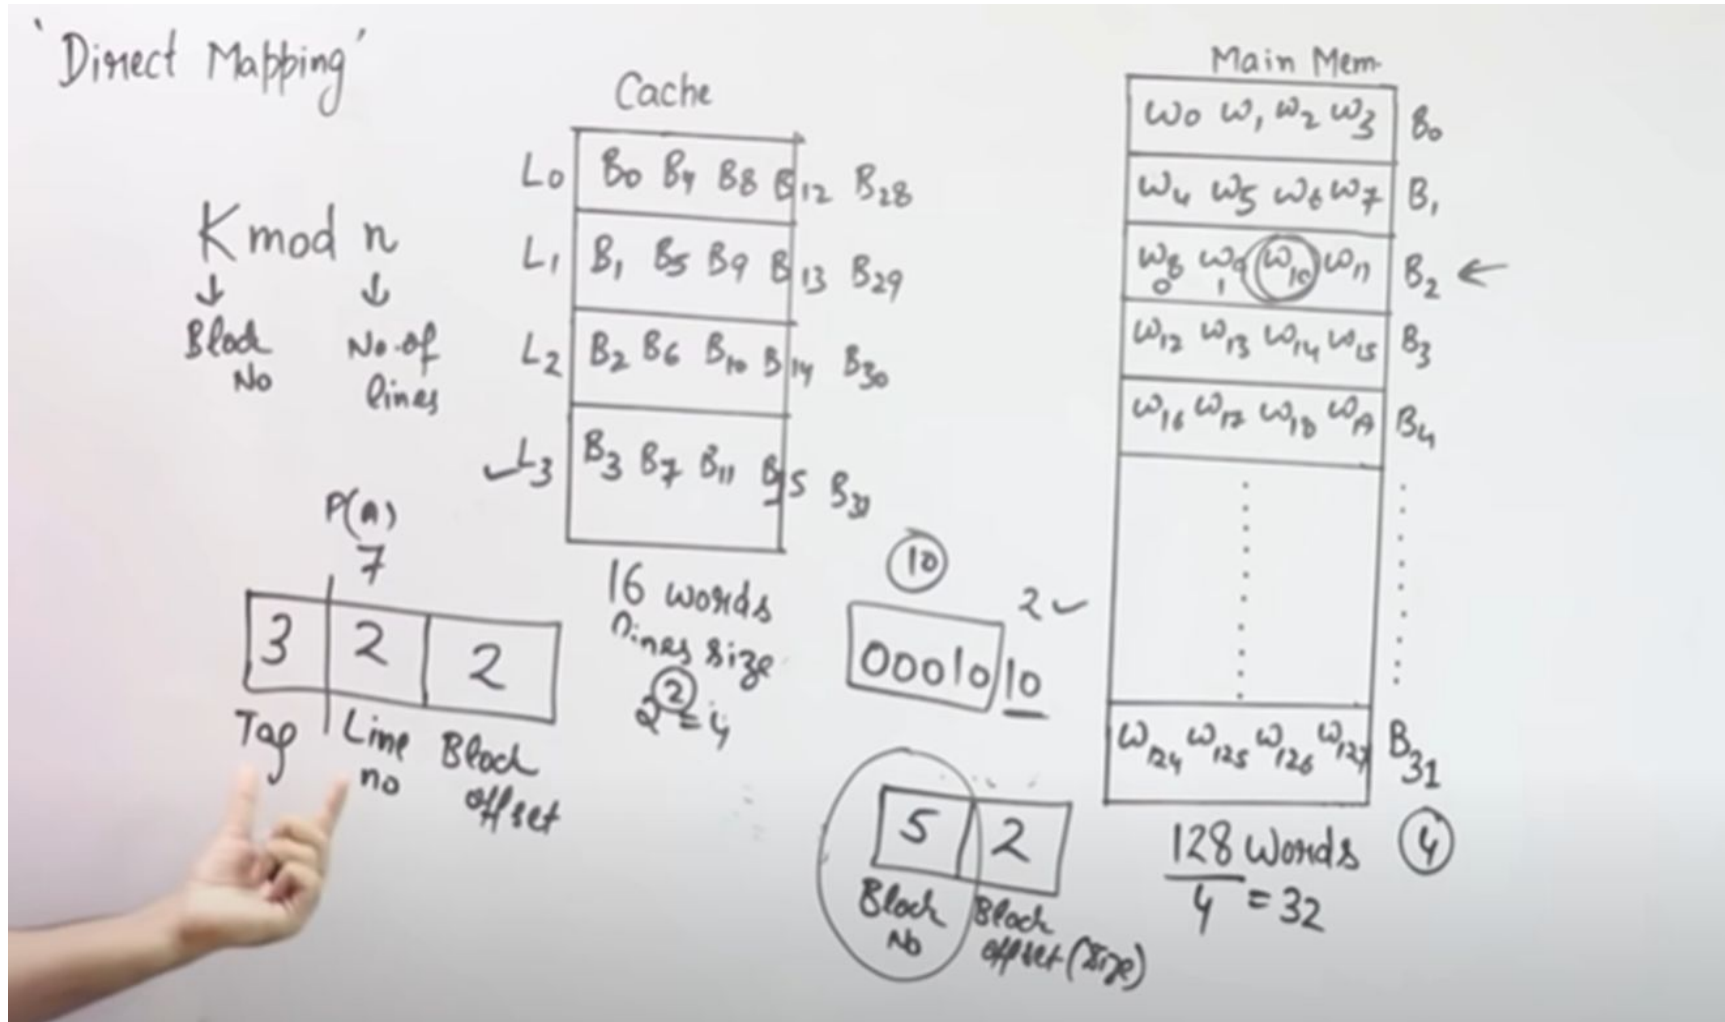 'Direct Mapping'
K mod n
Block No
No. of lines
Cache
L0 B0 B4 B8 B12 B28
L1 B1 B5 B9 B13 B29
L2 B2 B6 B10 B14 B30
✓L3 B3 B7 B11 B15 B31
16 words
lines size
2^2 = 4
P(A)
7
3 2 2
Tag Line no Block offset
10
0001010
2 ✓
5 2
Block No
Block offset (size)
Main Mem.
W0 W1 W2 W3 B0
W4 W5 W6 W7 B1
W8 W9 W10 W11 B2
0 1
W12 W13 W14 W15 B3
W16 W17 W18 W19 B4
W124 W125 W126 W127 B31
128 Words
4 = 32
4